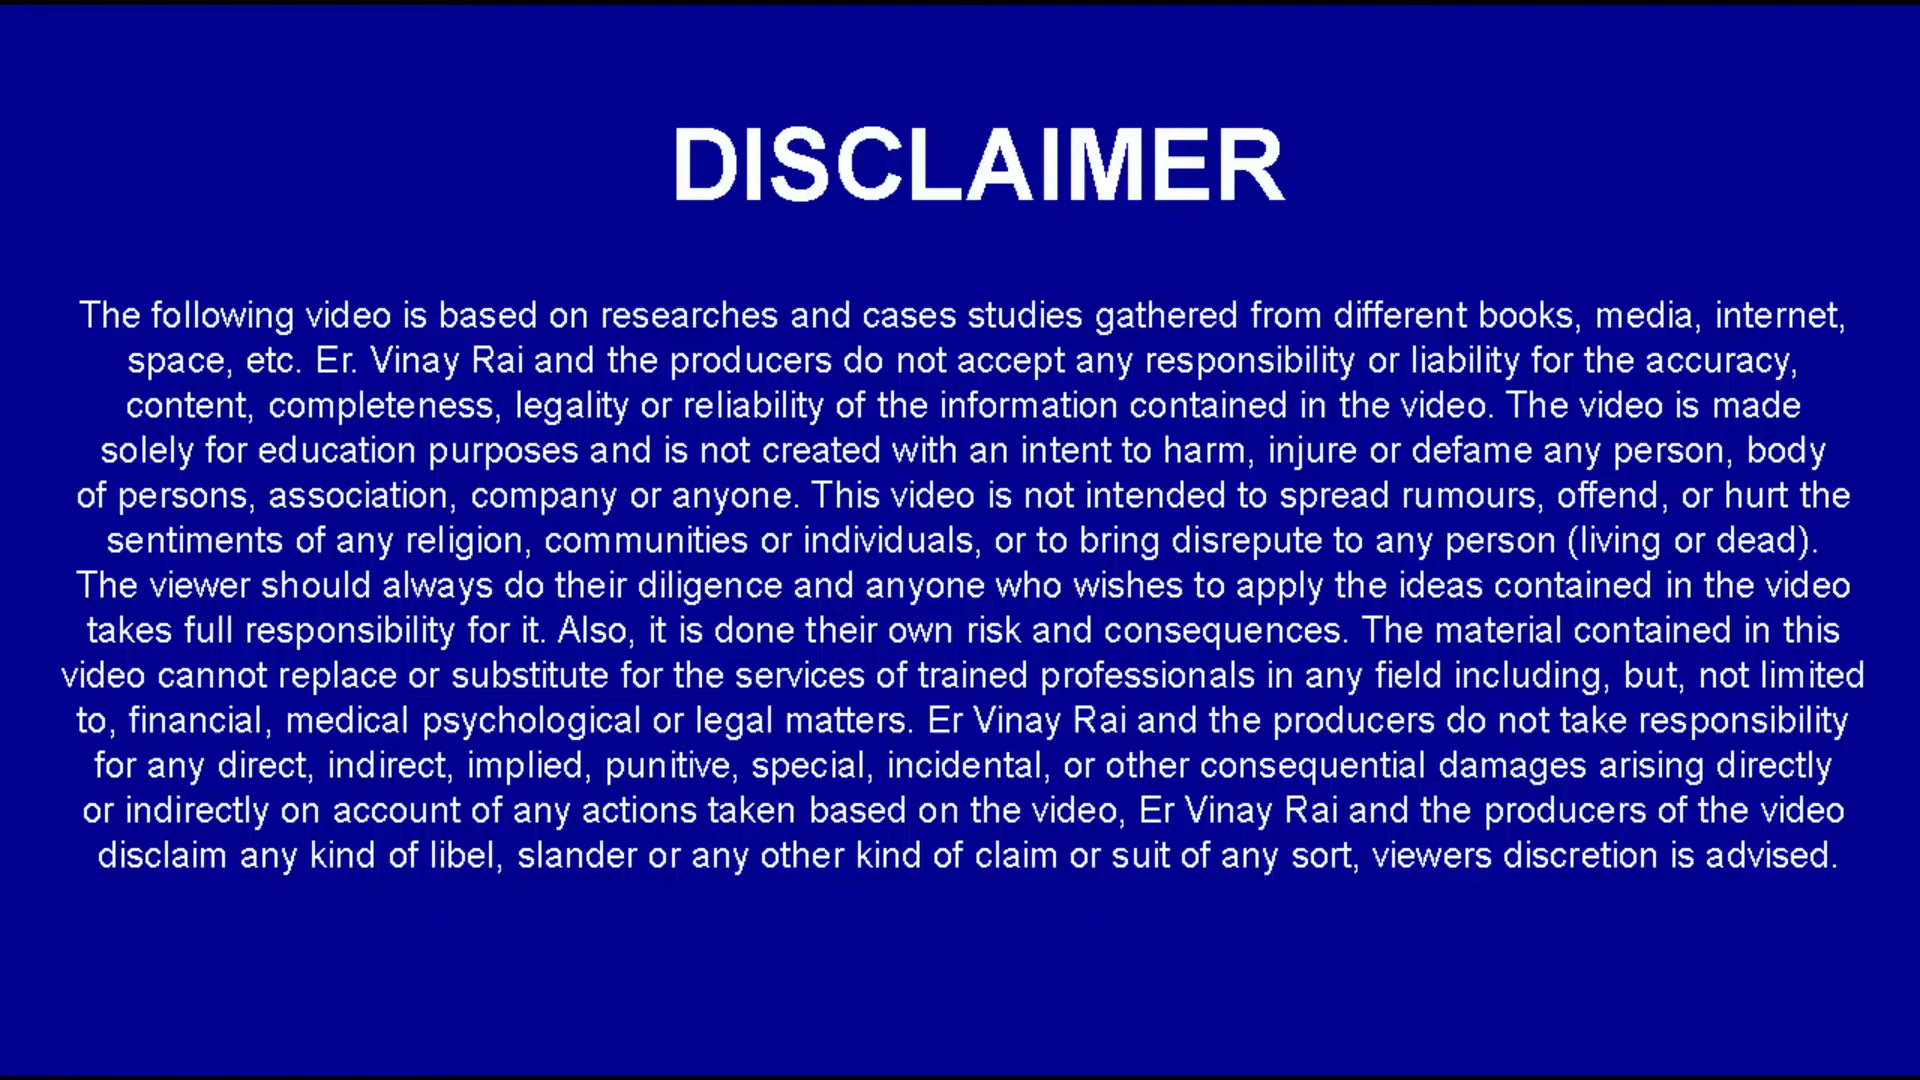 DISCLAIMER
The following video is based on researches and cases studies gathered from different books, media, internet,
space, etc. Er. Vinay Rai and the producers do not accept any responsibility or liability for the accuracy,
content, completeness, legality or reliability of the information contained in the video. The video is made
solely for education purposes and is not created with an intent to harm, injure or defame any person, body
of persons, association, company or anyone. This video is not intended to spread rumours, offend, or hurt the
sentiments of any religion, communities or individuals, or to bring disrepute to any person (living or dead).
The viewer should always do their diligence and anyone who wishes to apply the ideas contained in the video
takes full responsibility for it. Also, it is done their own risk and consequences. The material contained in this
video cannot replace or substitute for the services of trained professionals in any field including, but, not limited
to, financial, medical psychological or legal matters. Er Vinay Rai and the producers do not take responsibility
for any direct, indirect, implied, punitive, special, incidental, or other consequential damages arising directly
or indirectly on account of any actions taken based on the video, Er Vinay Rai and the producers of the video
disclaim any kind of libel, slander or any other kind of claim or suit of any sort, viewers discretion is advised.